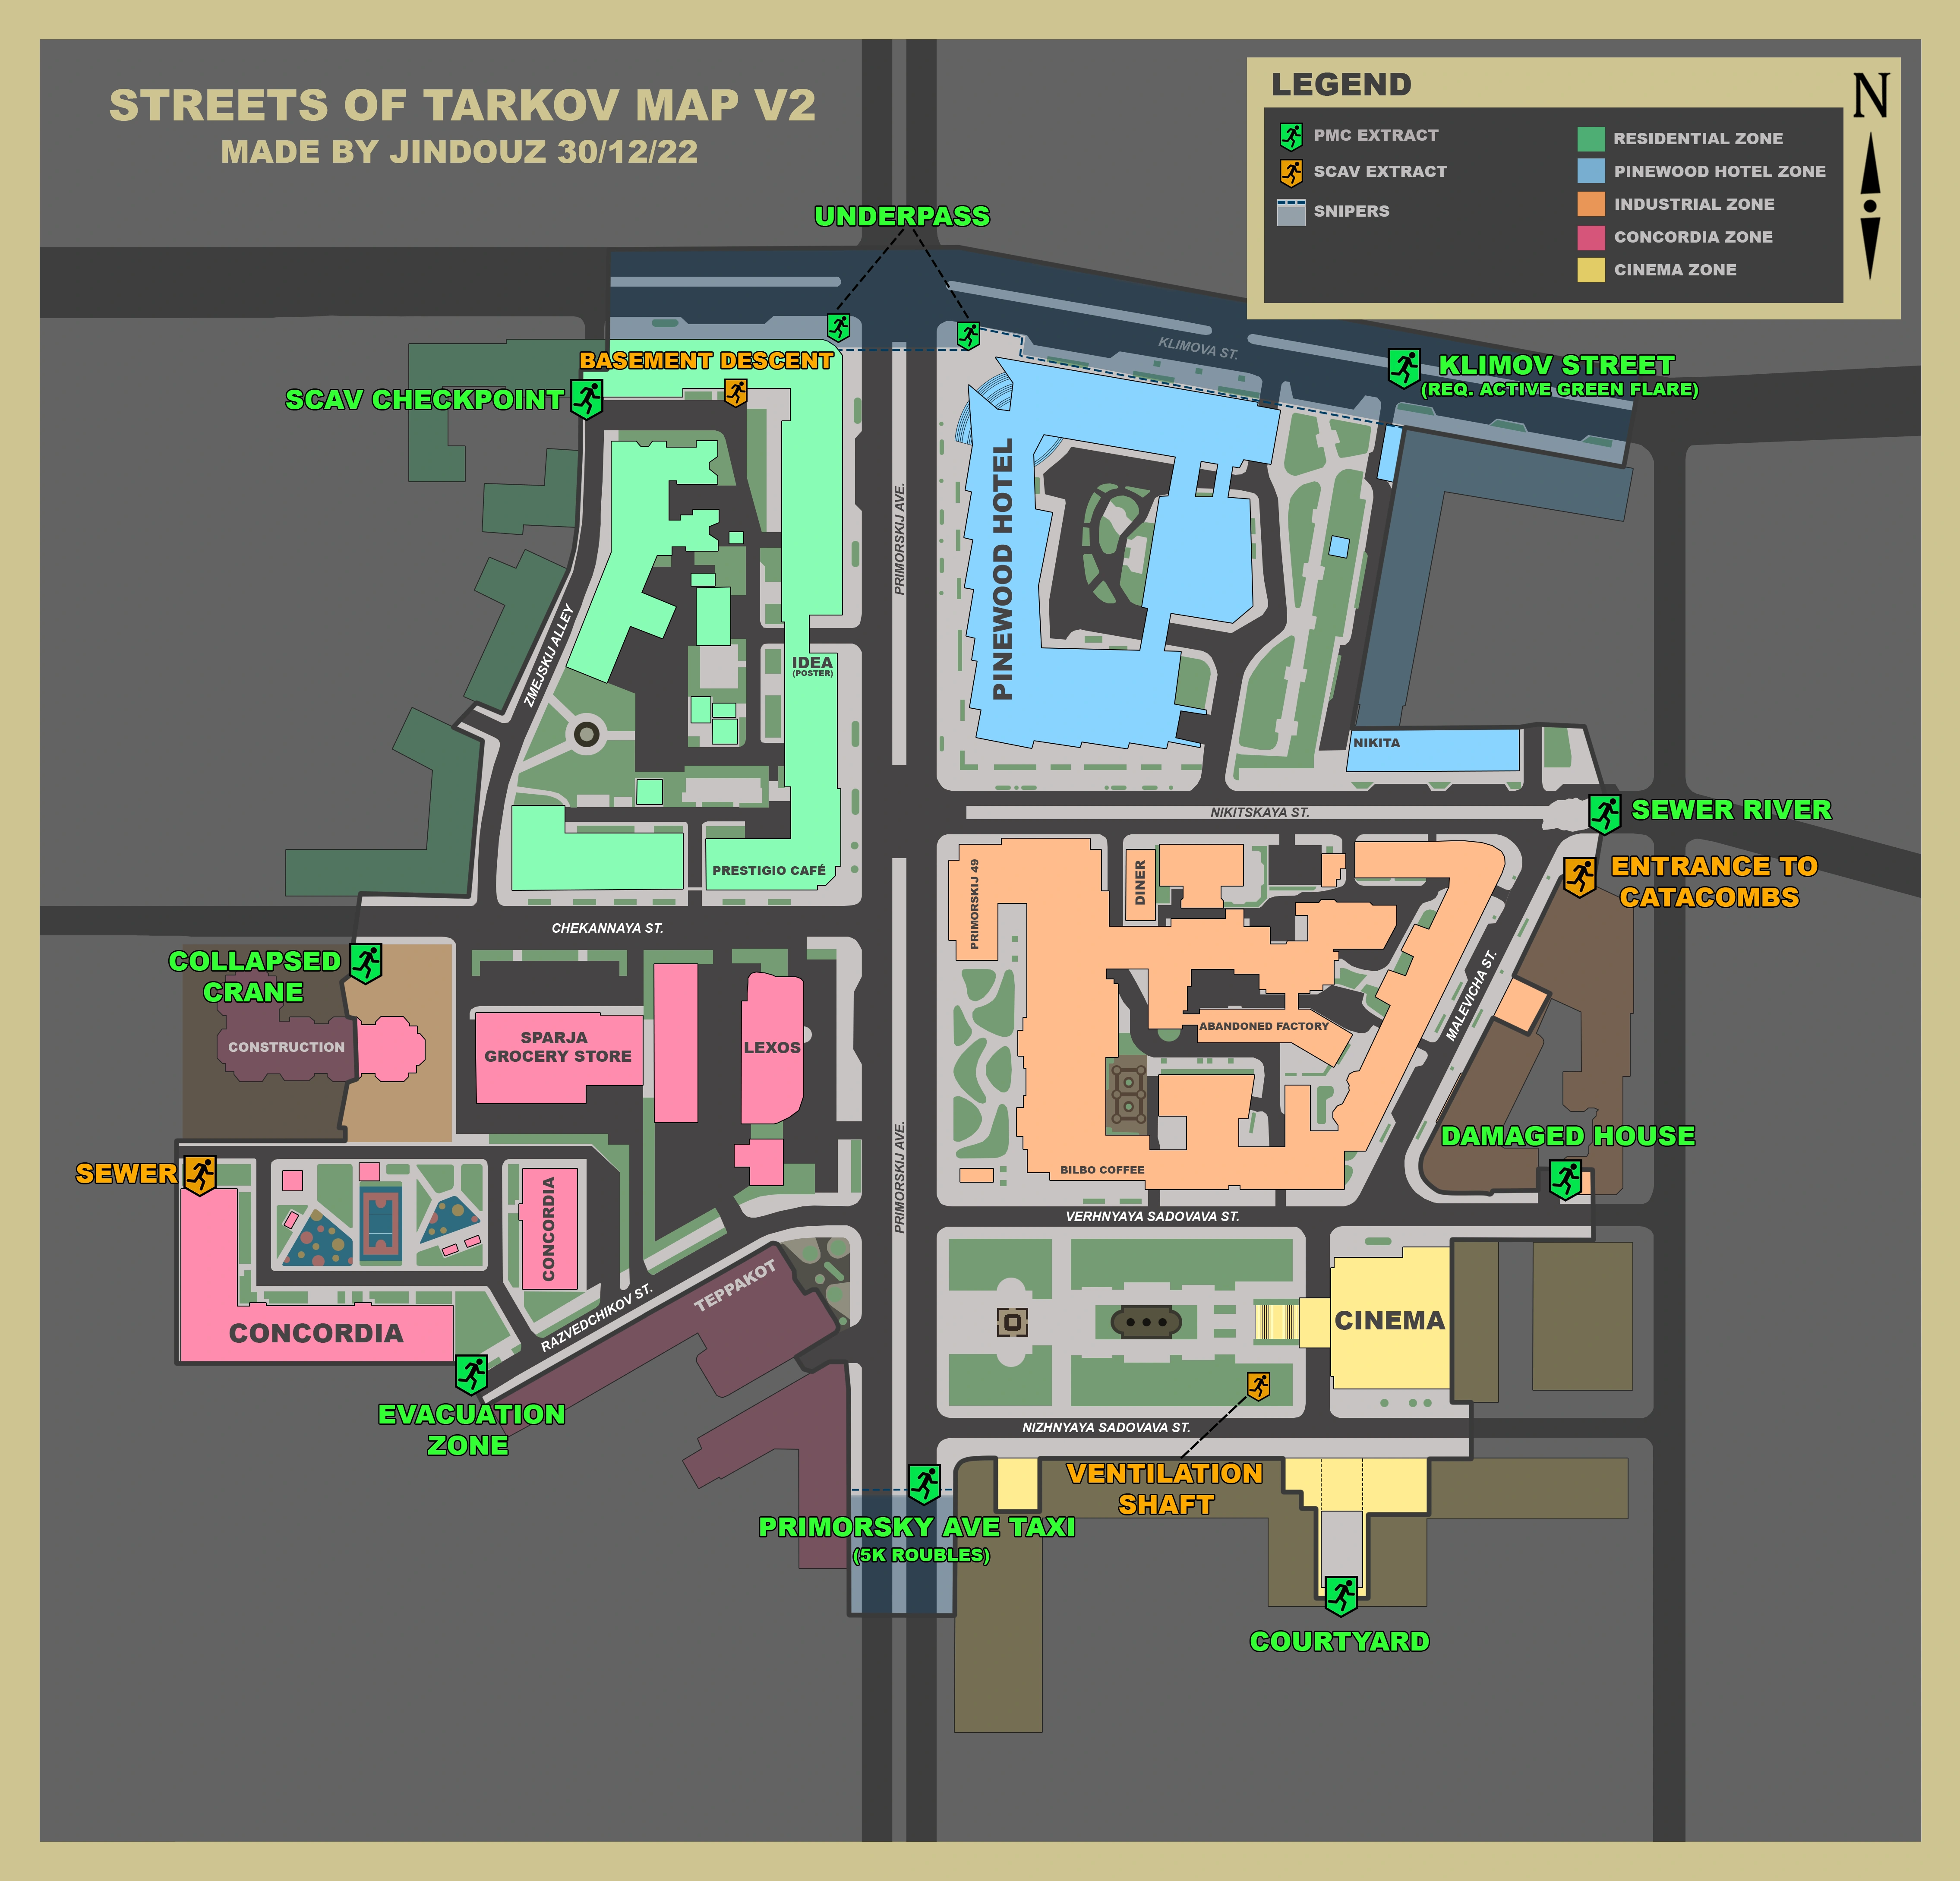 STREETS OF TARKOV MAP V2
MADE BY JINDOUZ 30/12/22
LEGEND
N
PMC EXTRACT
SCAV EXTRACT
SNIPERS
RESIDENTIAL ZONE
PINEWOOD HOTEL ZONE
INDUSTRIAL ZONE
CONCORDIA ZONE
CINEMA ZONE
UNDERPASS
KLIMOVA ST.
BASEMENT DESCENT
KLIMOV STREET
(REQ. ACTIVE GREEN FLARE)
SCAV CHECKPOINT
PRIMORSKIJ AVE.
PINEWOOD HOTEL
ZMEJSKIJ ALLEY
IDEA
(POSTER)
NIKITA
NIKITSKAYA ST.
SEWER RIVER
PRESTIGIO CAFÉ
PRIMORSKIJ 49
DINER
ENTRANCE TO
CATACOMBS
CHEKANNAYA ST.
COLLAPSED
CRANE
MALEVICHA ST.
CONSTRUCTION
SPARJA
GROCERY STORE
LEXOS
ABANDONED FACTORY
DAMAGED HOUSE
SEWER
BILBO COFFEE
PRIMORSKIJ AVE.
CONCORDIA
VERHNYAYA SADOVAVA ST.
TEPPAKOT
RAZVEDCHIKOV ST.
CONCORDIA
CINEMA
EVACUATION
ZONE
NIZHNYAYA SADOVAVA ST.
VENTILATION
SHAFT
PRIMORSKY AVE TAXI
(5K ROUBLES)
COURTYARD